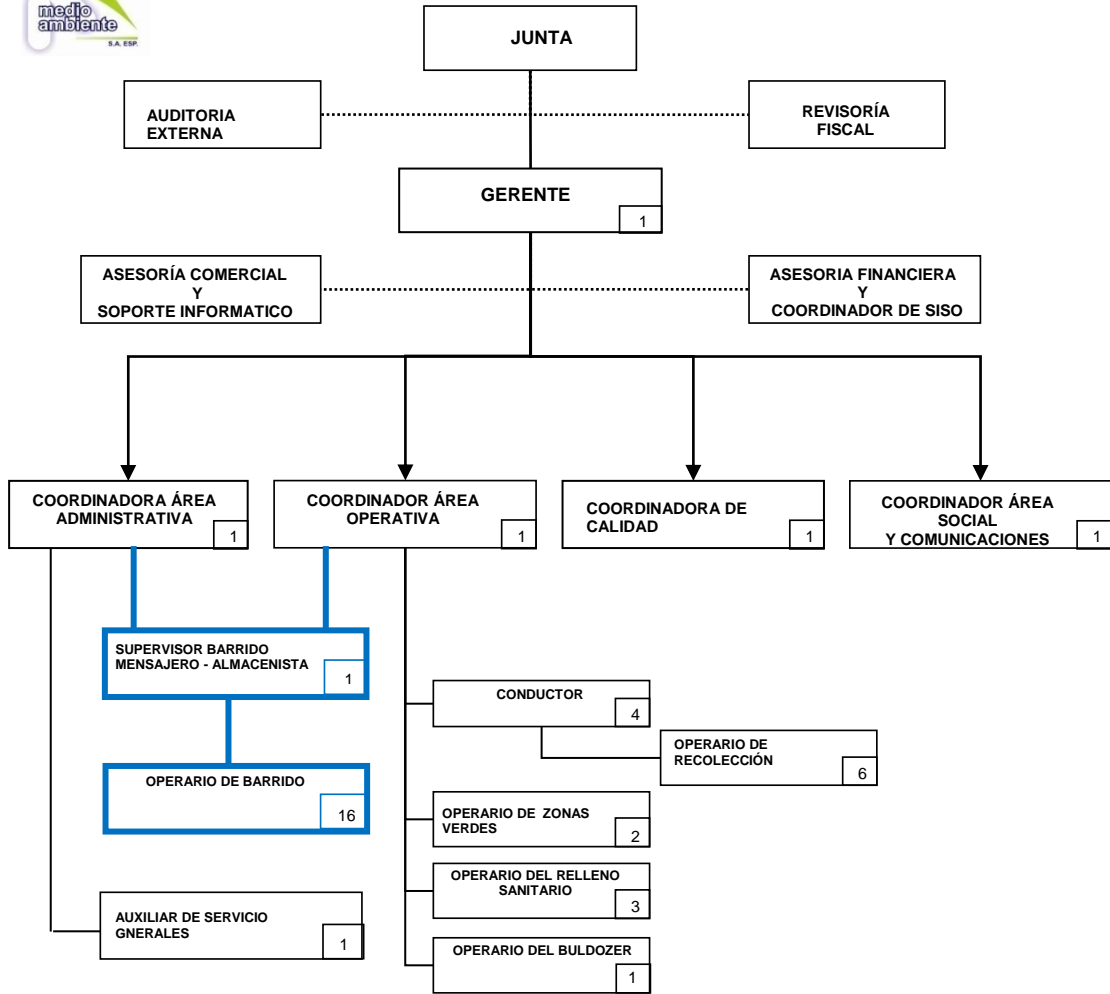 medio
ambiente
S.A. ESP.
JUNTA
AUDITORIA
EXTERNA
REVISORÍA
FISCAL
GERENTE
1
ASESORÍA COMERCIAL
Y
SOPORTE INFORMATICO
ASESORIA FINANCIERA
Y
COORDINADOR DE SISO
COORDINADORA ÁREA
ADMINISTRATIVA
1
COORDINADOR ÁREA
OPERATIVA
1
COORDINADORA DE
CALIDAD
1
COORDINADOR ÁREA
SOCIAL
Y COMUNICACIONES
1
SUPERVISOR BARRIDO
MENSAJERO - ALMACENISTA
1
CONDUCTOR
4
OPERARIO DE
RECOLECCIÓN
6
OPERARIO DE BARRIDO
16
OPERARIO DE ZONAS
VERDES
2
OPERARIO DEL RELLENO
SANITARIO
3
AUXILIAR DE SERVICIO
GNERALES
1
OPERARIO DEL BULDOZER
1